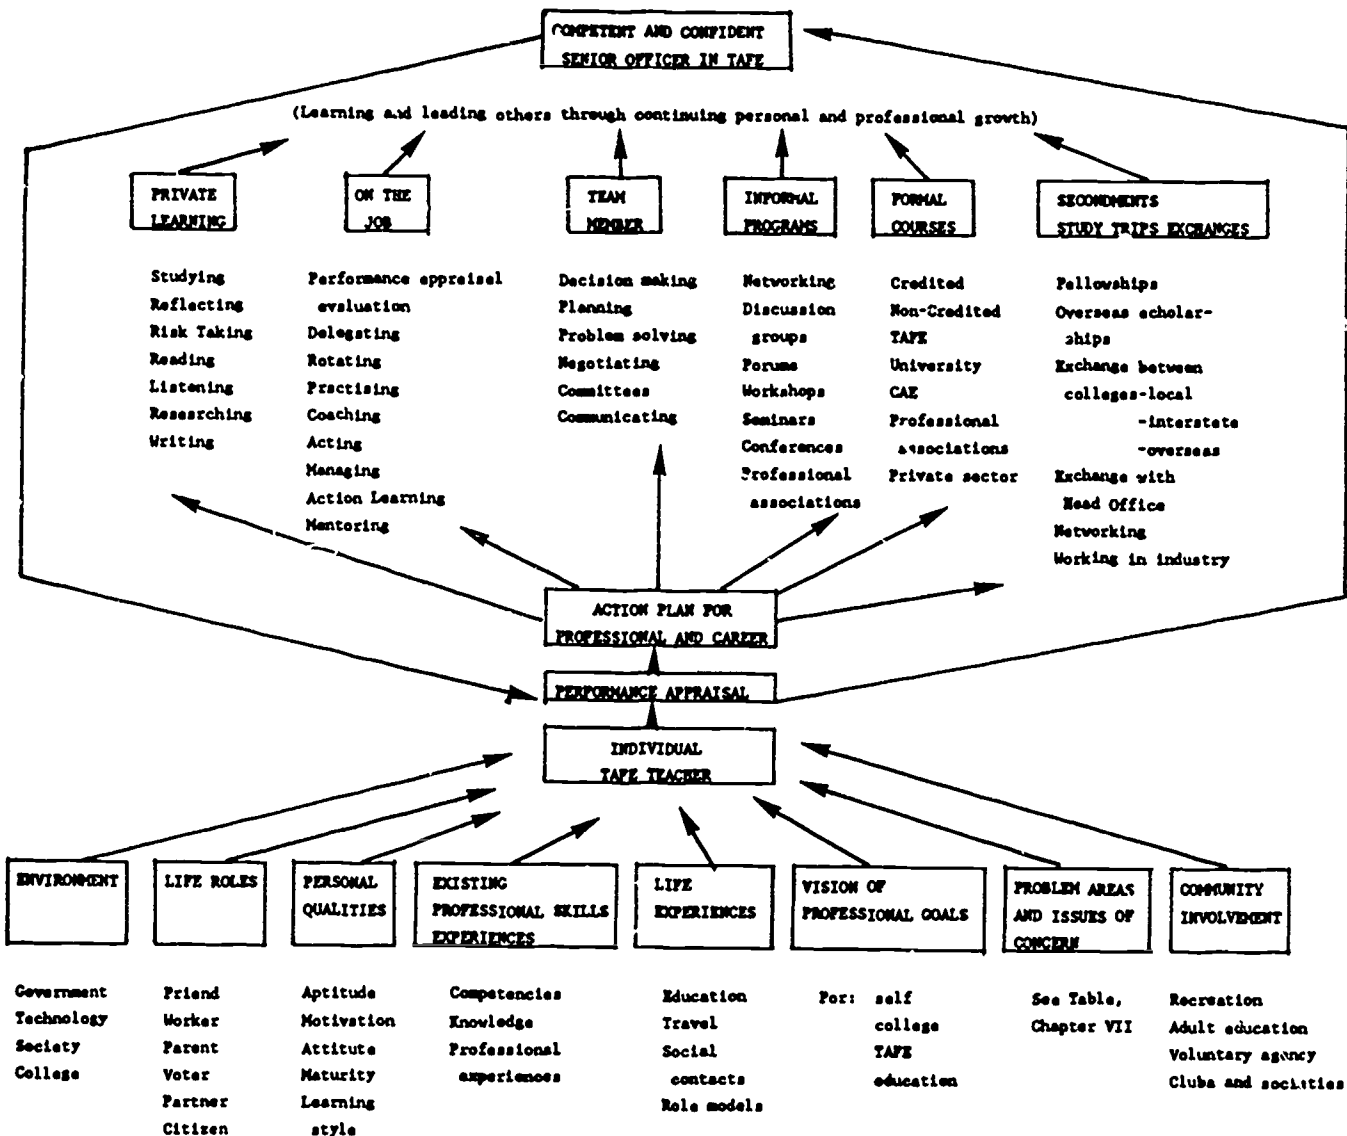 COMPETENT AND CONFIDENT
SENIOR OFFICER IN TAFE
(Learning and leading others through continuing personal and professional growth)
PRIVATE
LEARNING
Studying
Reflecting
Risk Taking
Reading
Listening
Researching
Writing
ON THE
JOB
Performance appraisel
evaluation
Delegating
Rotating
Practising
Coaching
Acting
Managing
Action Learning
Mentoring
TEAM
MEMBER
Decision making
Planning
Problem solving
Negotiating
Committees
Communicating
INFORMAL
PROGRAMS
Networking
Discussion
groups
Forums
Workshops
Seminars
Conferences
Professional
associations
FORMAL
COURSES
Credited
Non-Credited
TAFE
University
CAE
Professional
associations
Private sector
SECONDMENTS
STUDY TRIPS EXCHANGES
Fellowships
Overseas scholar-
ships
Exchange between
colleges-local
-interstate
-overseas
Exchange with
Head Office
Networking
Working in industry
ACTION PLAN FOR
PROFESSIONAL AND CAREER
PERFORMANCE APPRAISAL
INDIVIDUAL
TAFE TEACHER
ENVIRONMENT
Government
Technology
Society
College
LIFE ROLES
Friend
Worker
Parent
Voter
Partner
Citizen
PERSONAL
QUALITIES
Aptitude
Motivation
Attitute
Maturity
Learning
style
EXISTING
PROFESSIONAL SKILLS
EXPERIENCES
Competencies
Knowledge
Professional
experiences
LIFE
EXPERIENCES
Education
Travel
Social
contacts
Role models
VISION OF
PROFESSIONAL GOALS
For: self
college
TAFE
education
PROBLEM AREAS
AND ISSUES OF
CONCERN
See Table,
Chapter VII
COMMUNITY
INVOLVEMENT
Recreation
Adult education
Voluntary agency
Clubs and societies